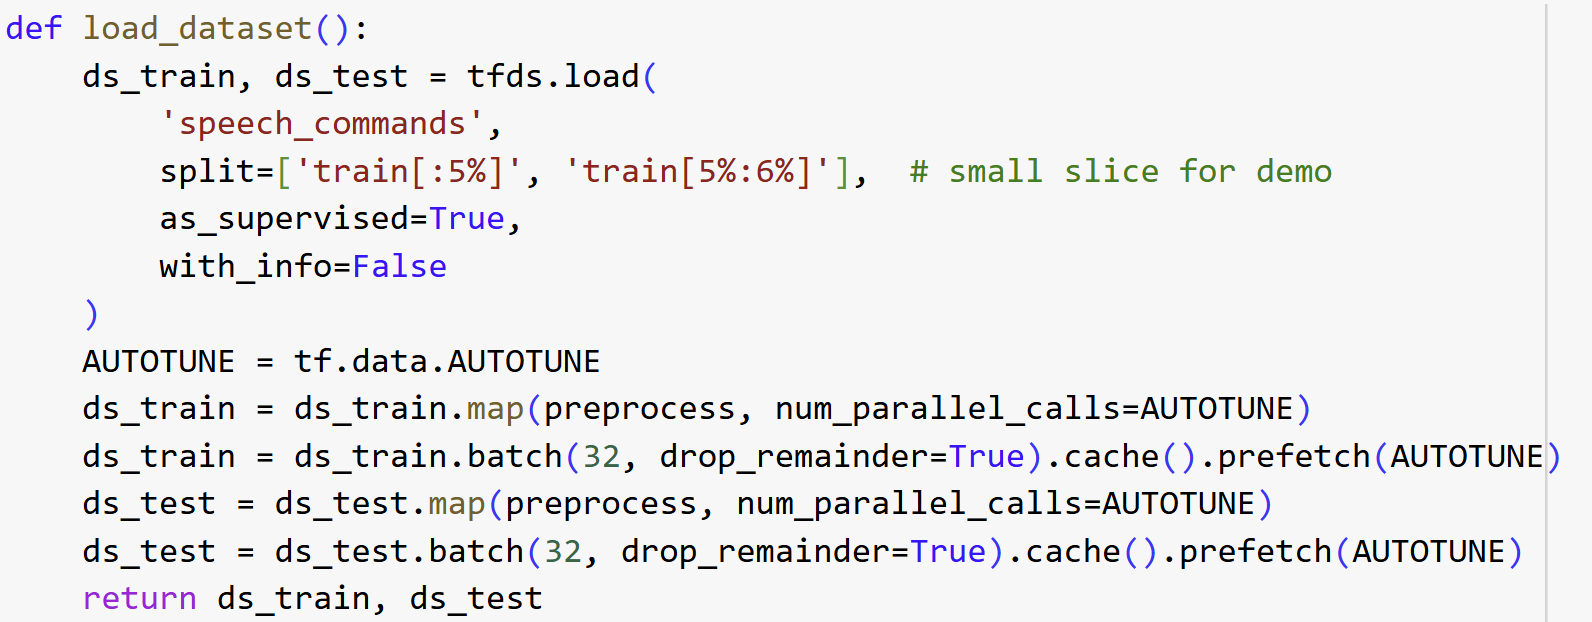 def load_dataset():
    ds_train, ds_test = tfds.load(
        'speech_commands',
        split=['train[:5%]', 'train[5%:6%]'],  # small slice for demo
        as_supervised=True,
        with_info=False
    )
    AUTOTUNE = tf.data.AUTOTUNE
    ds_train = ds_train.map(preprocess, num_parallel_calls=AUTOTUNE)
    ds_train = ds_train.batch(32, drop_remainder=True).cache().prefetch(AUTOTUNE)
    ds_test = ds_test.map(preprocess, num_parallel_calls=AUTOTUNE)
    ds_test = ds_test.batch(32, drop_remainder=True).cache().prefetch(AUTOTUNE)
    return ds_train, ds_test